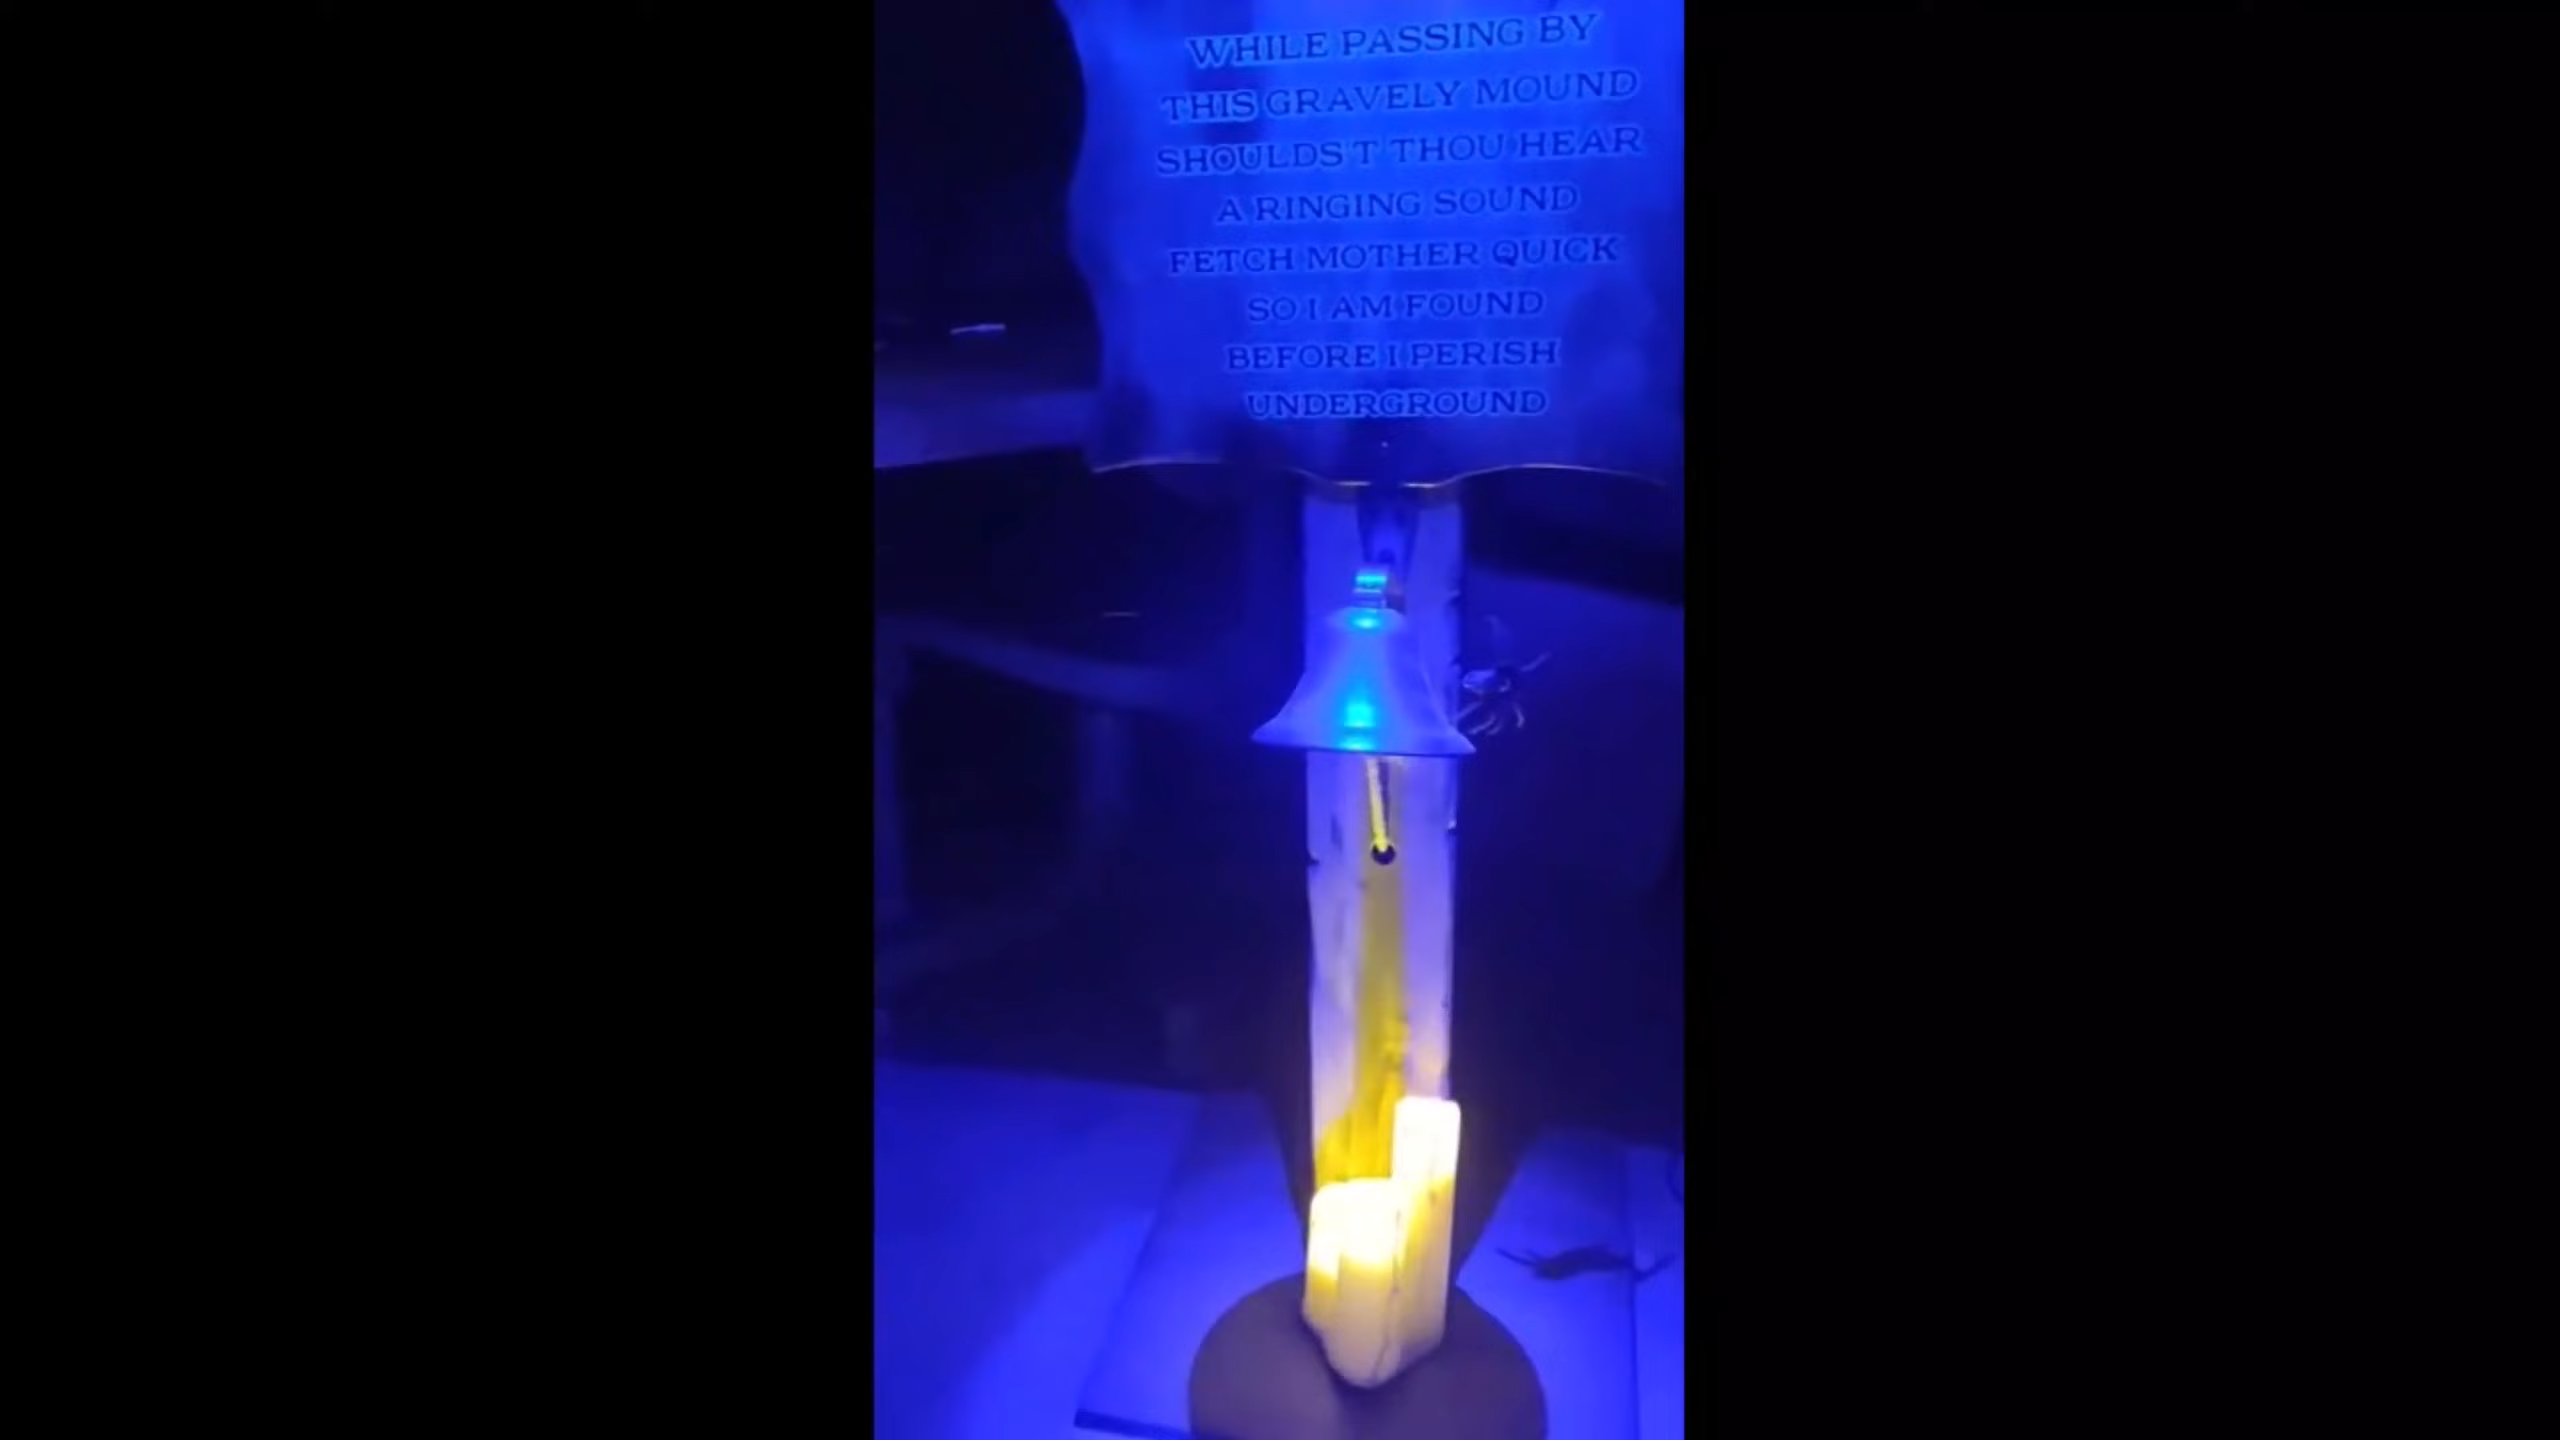 WHILE PASSING BY
THIS GRAVELY MOUND
SHOULDS'T THOU HEAR
A RINGING SOUND
FETCH MOTHER QUICK
SO I AM FOUND
BEFORE I PERISH
UNDERGROUND